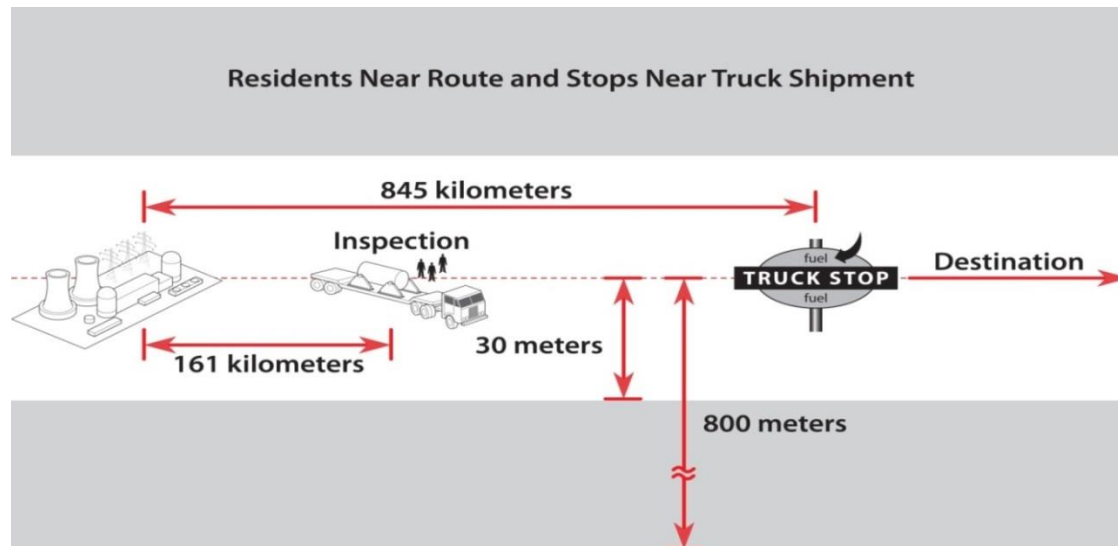 Residents Near Route and Stops Near Truck Shipment
845 kilometers
Inspection
fuel
TRUCK STOP
fuel
Destination
161 kilometers
30 meters
800 meters